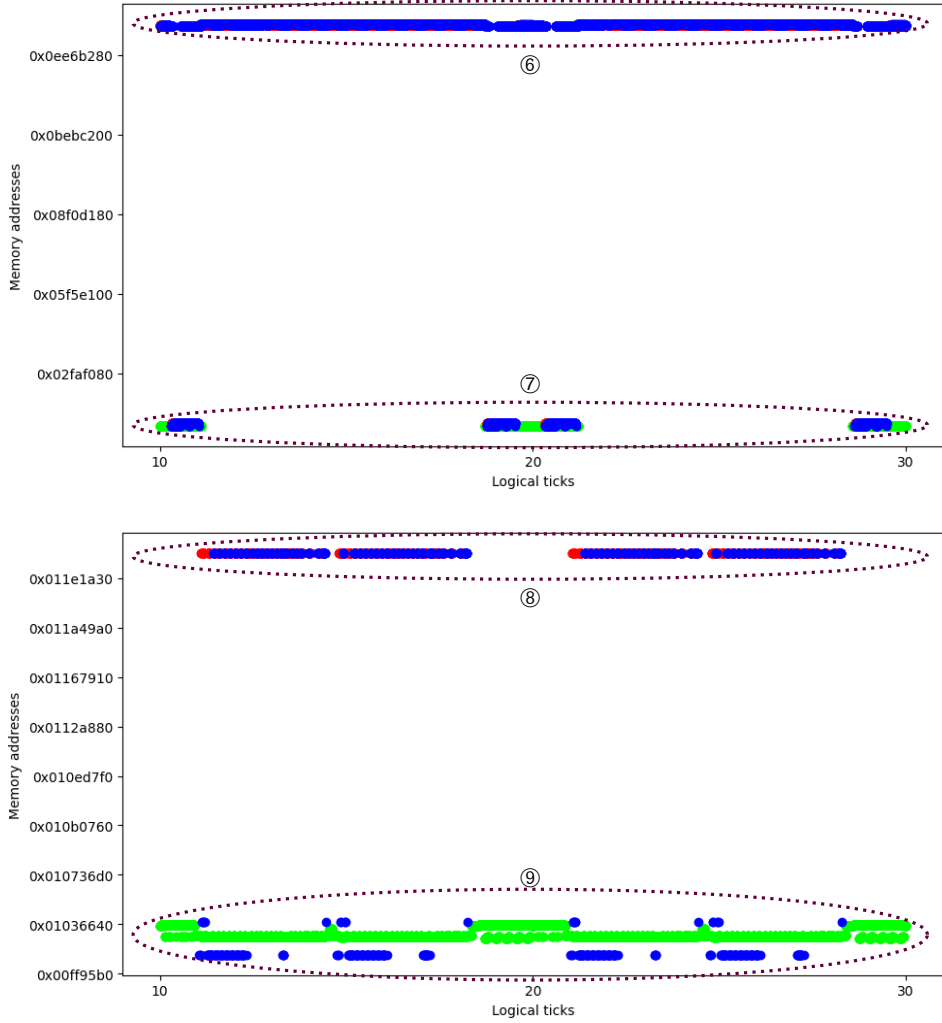 0x0ee6b280
⑥
0x0bebc200
0x08f0d180
0x05f5e100
0x02faf080
⑦
Memory addresses
10
20
30
Logical ticks
0x011e1a30
⑧
0x011a49a0
0x01167910
0x0112a880
0x010ed7f0
0x010b0760
0x010736d0
⑨
0x01036640
0x00ff95b0
Memory addresses
10
20
30
Logical ticks